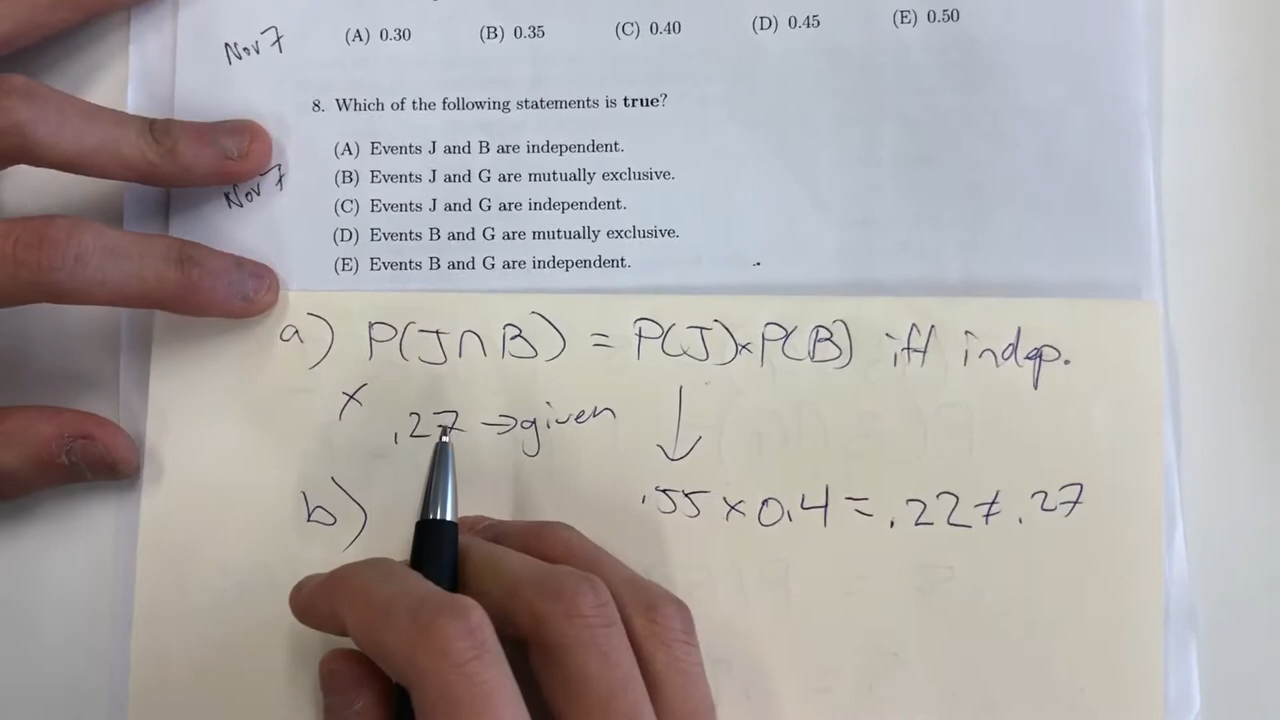 Nov 7
(A) 0.30 (B) 0.35 (C) 0.40 (D) 0.45 (E) 0.50
8. Which of the following statements is true?
(A) Events J and B are independent.
Nov 7
(B) Events J and G are mutually exclusive.
(C) Events J and G are independent.
(D) Events B and G are mutually exclusive.
(E) Events B and G are independent.
a) P(J∩B) = P(J)×P(B) iff indep.
× .27 → given ↓
b) .55 × 0.4 = .22 ≠ .27